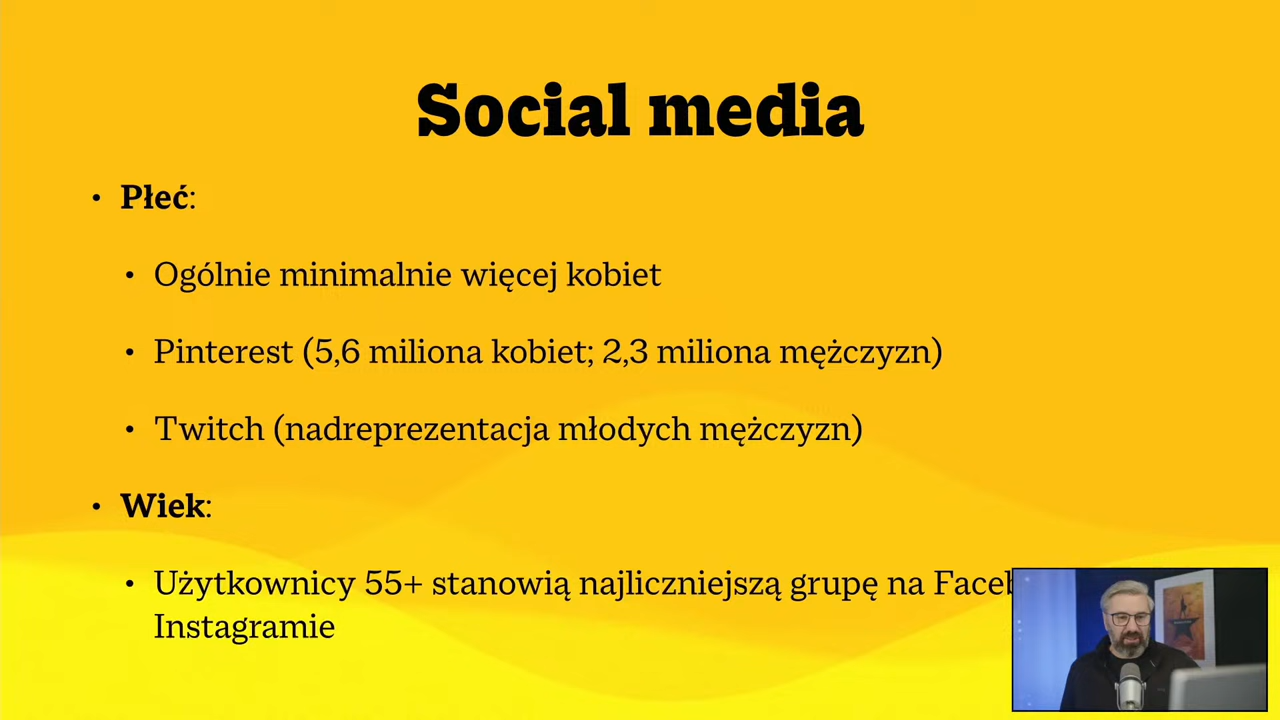 Social media
• Płeć:
• Ogólnie minimalnie więcej kobiet
• Pinterest (5,6 miliona kobiet; 2,3 miliona mężczyzn)
• Twitch (nadreprezentacja młodych mężczyzn)
• Wiek:
• Użytkownicy 55+ stanowią najliczniejszą grupę na
Instagramie